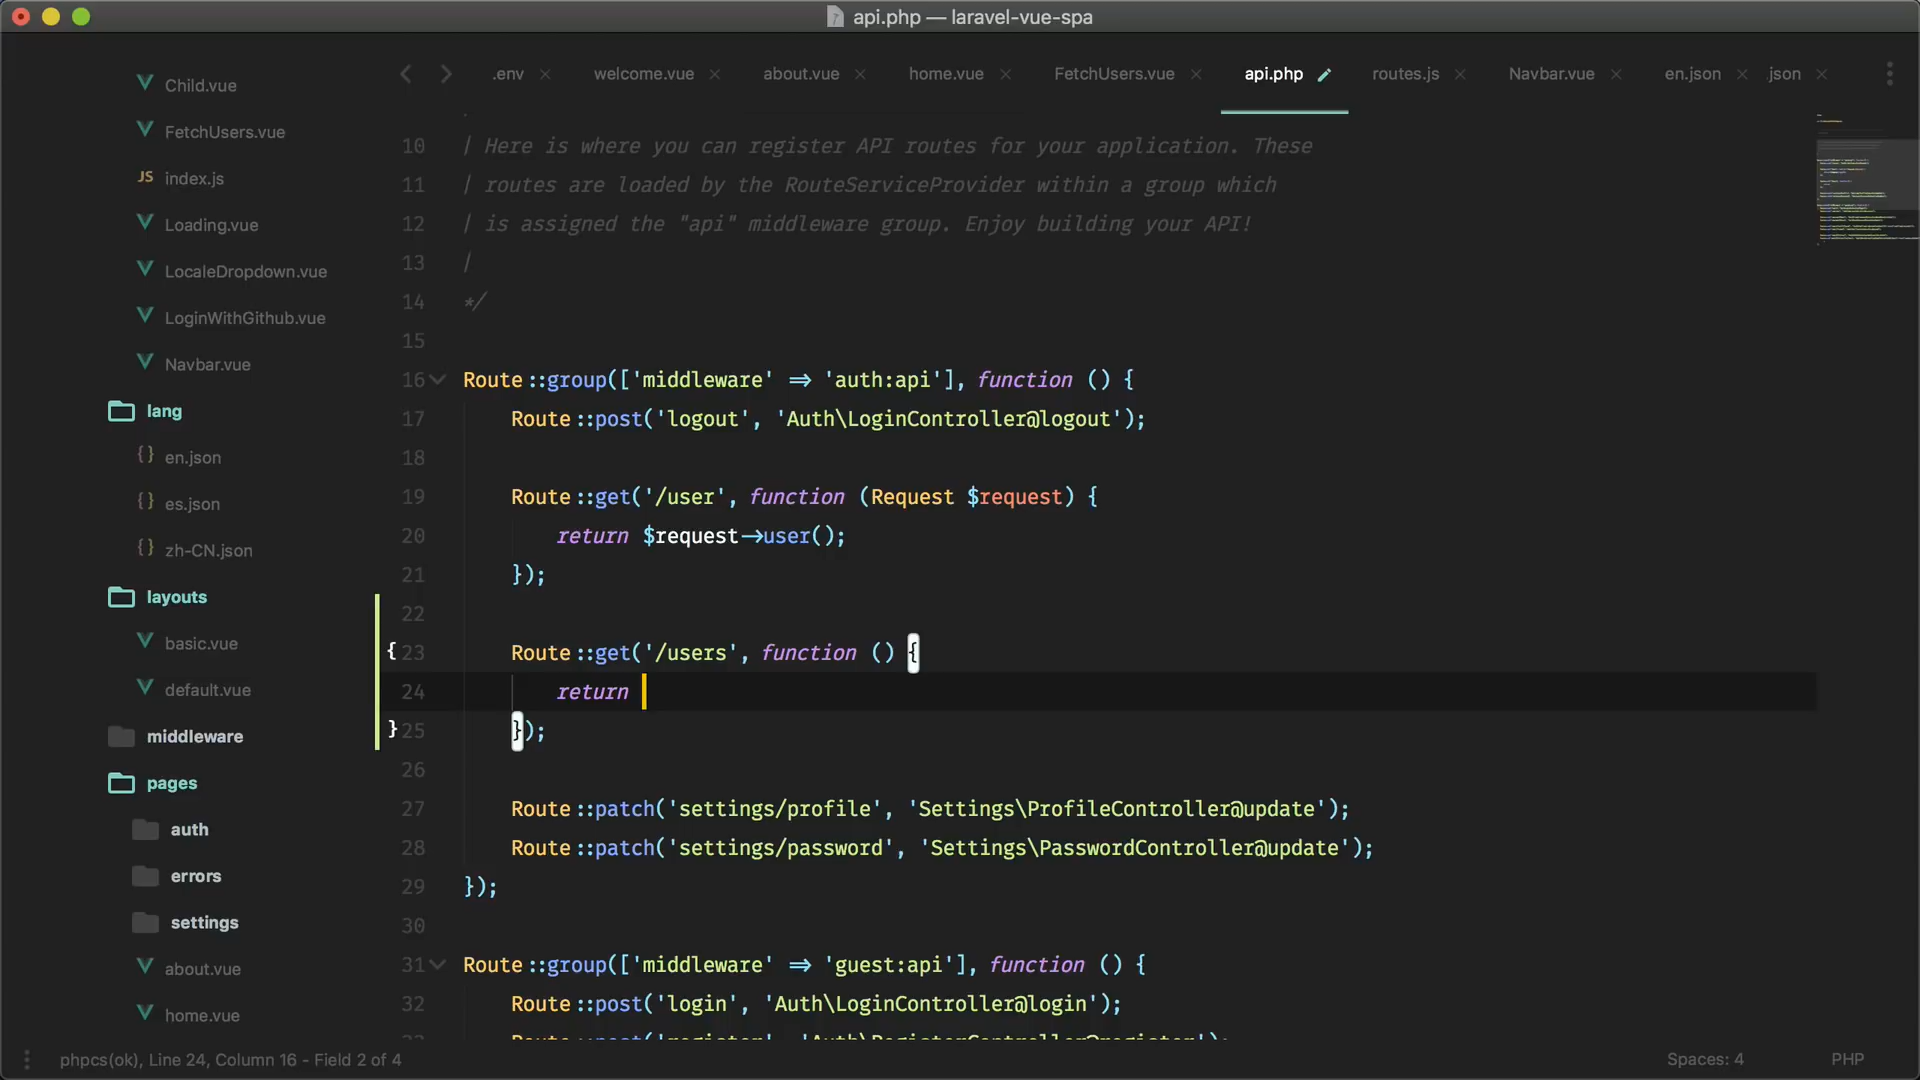 api.php — laravel-vue-spa
Child.vue
FetchUsers.vue
JS index.js
Loading.vue
LocaleDropdown.vue
LoginWithGithub.vue
Navbar.vue
lang
{} en.json
{} es.json
{} zh-CN.json
layouts
basic.vue
default.vue
middleware
pages
auth
errors
settings
about.vue
home.vue
.env × welcome.vue × about.vue × home.vue × FetchUsers.vue × api.php routes.js × Navbar.vue × en.json × json ×
10 | Here is where you can register API routes for your application. These
11 | routes are loaded by the RouteServiceProvider within a group which
12 | is assigned the "api" middleware group. Enjoy building your API!
13 |
14 */
15
16 Route::group(['middleware' => 'auth:api'], function () {
17 Route::post('logout', 'Auth\LoginController@logout');
18
19 Route::get('/user', function (Request $request) {
20 return $request->user();
21 });
22
{ 23 Route::get('/users', function () {
24 return
} 25 });
26
27 Route::patch('settings/profile', 'Settings\ProfileController@update');
28 Route::patch('settings/password', 'Settings\PasswordController@update');
29 });
30
31 Route::group(['middleware' => 'guest:api'], function () {
32 Route::post('login', 'Auth\LoginController@login');
33 Route::post('register', 'Auth\RegisterController@register');
phpcs(ok), Line 24, Column 16 - Field 2 of 4
Spaces: 4
PHP